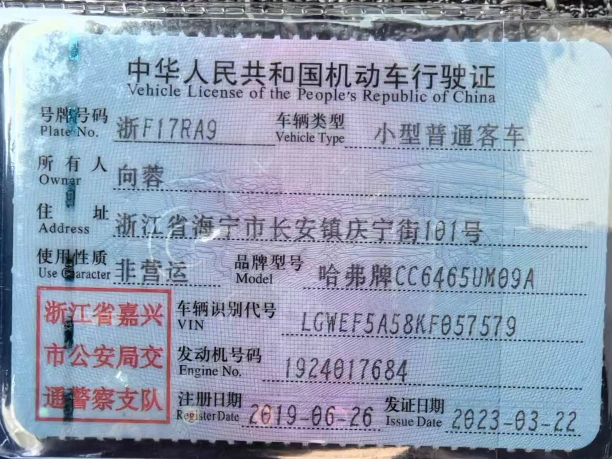 中华人民共和国机动车行驶证
Vehicle License of the People's Republic of China
号牌号码 浙F17RA9 车辆类型 小型普通客车
Plate No. Vehicle Type
所有人 向蓉
Owner
住址 浙江省海宁市长安镇庆宁街101号
Address
使用性质 非营运 品牌型号 哈弗牌CC6465UM09A
Use Character Model
浙江省嘉兴
市公安局交
通警察支队
车辆识别代号 LGWEF5A58KF057579
VIN
发动机号码 1924017684
Engine No.
注册日期 2019-06-26 发证日期 2023-03-22
Register Date Issue Date